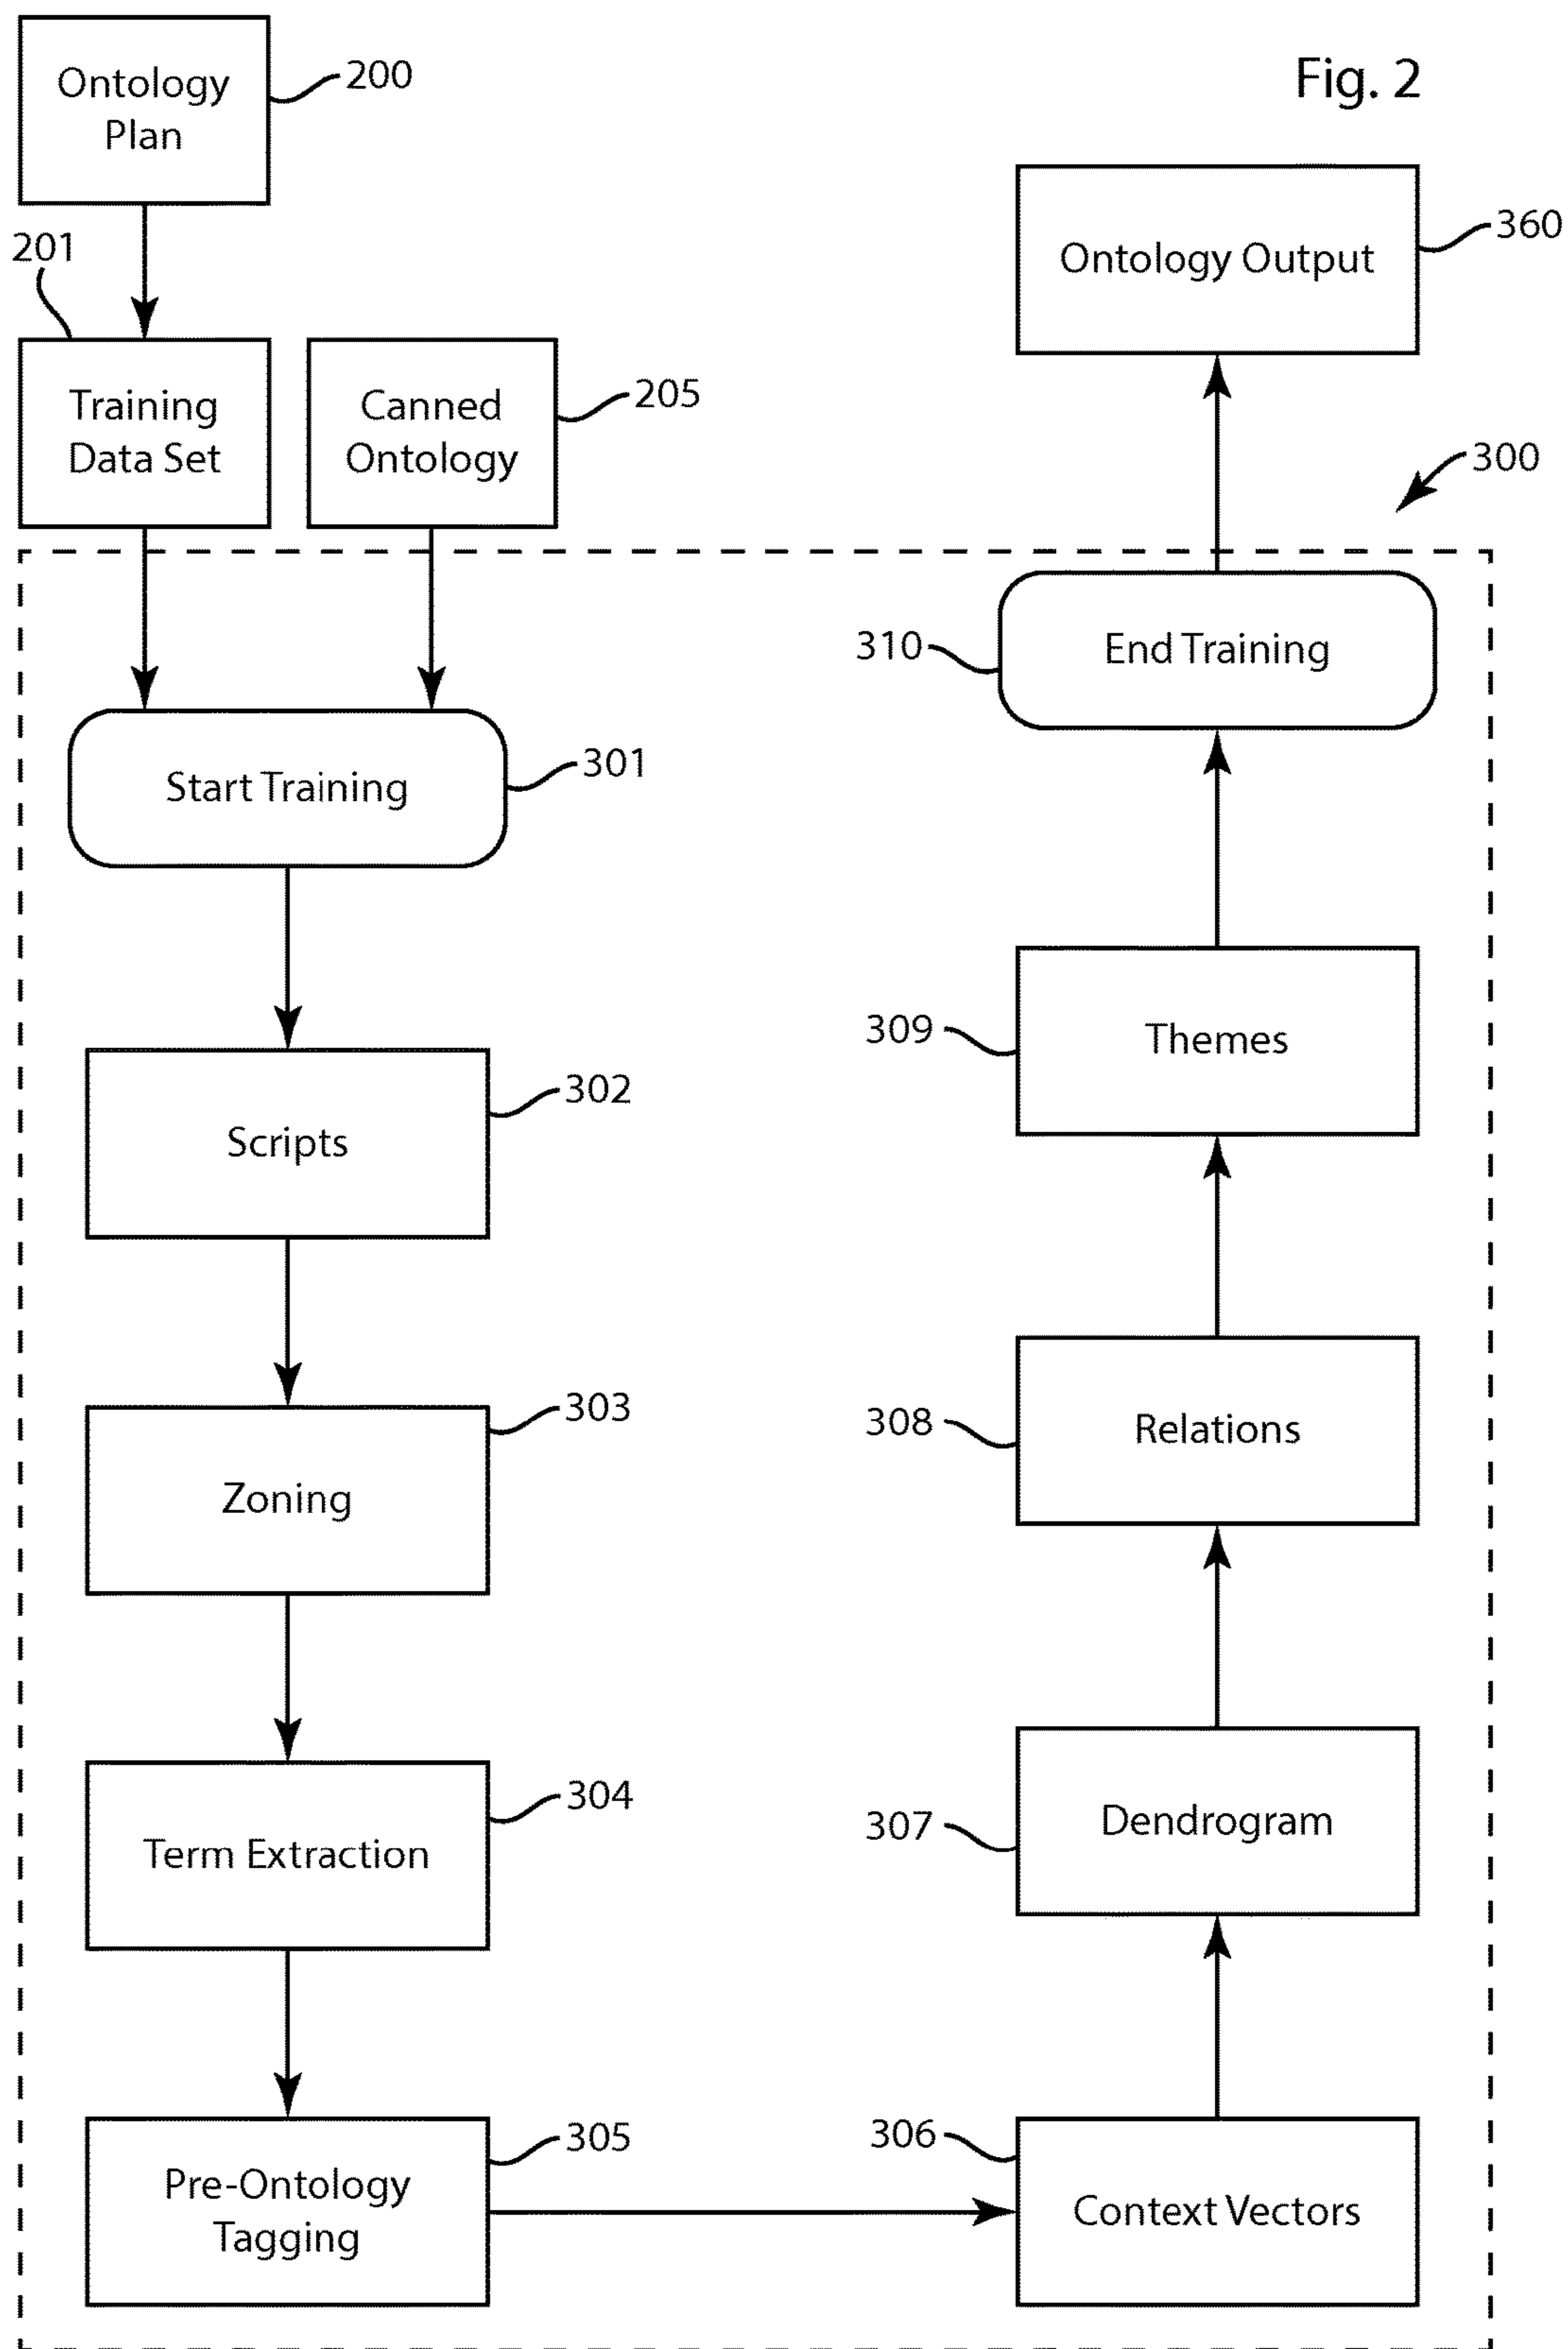 Fig. 2
Ontology
Plan
200
201
Training
Data Set
Canned
Ontology
205
Start Training
301
Scripts
302
Zoning
303
Term Extraction
304
Pre-Ontology
Tagging
305
306
Context Vectors
307
Dendrogram
308
Relations
309
Themes
310
End Training
300
Ontology Output
360